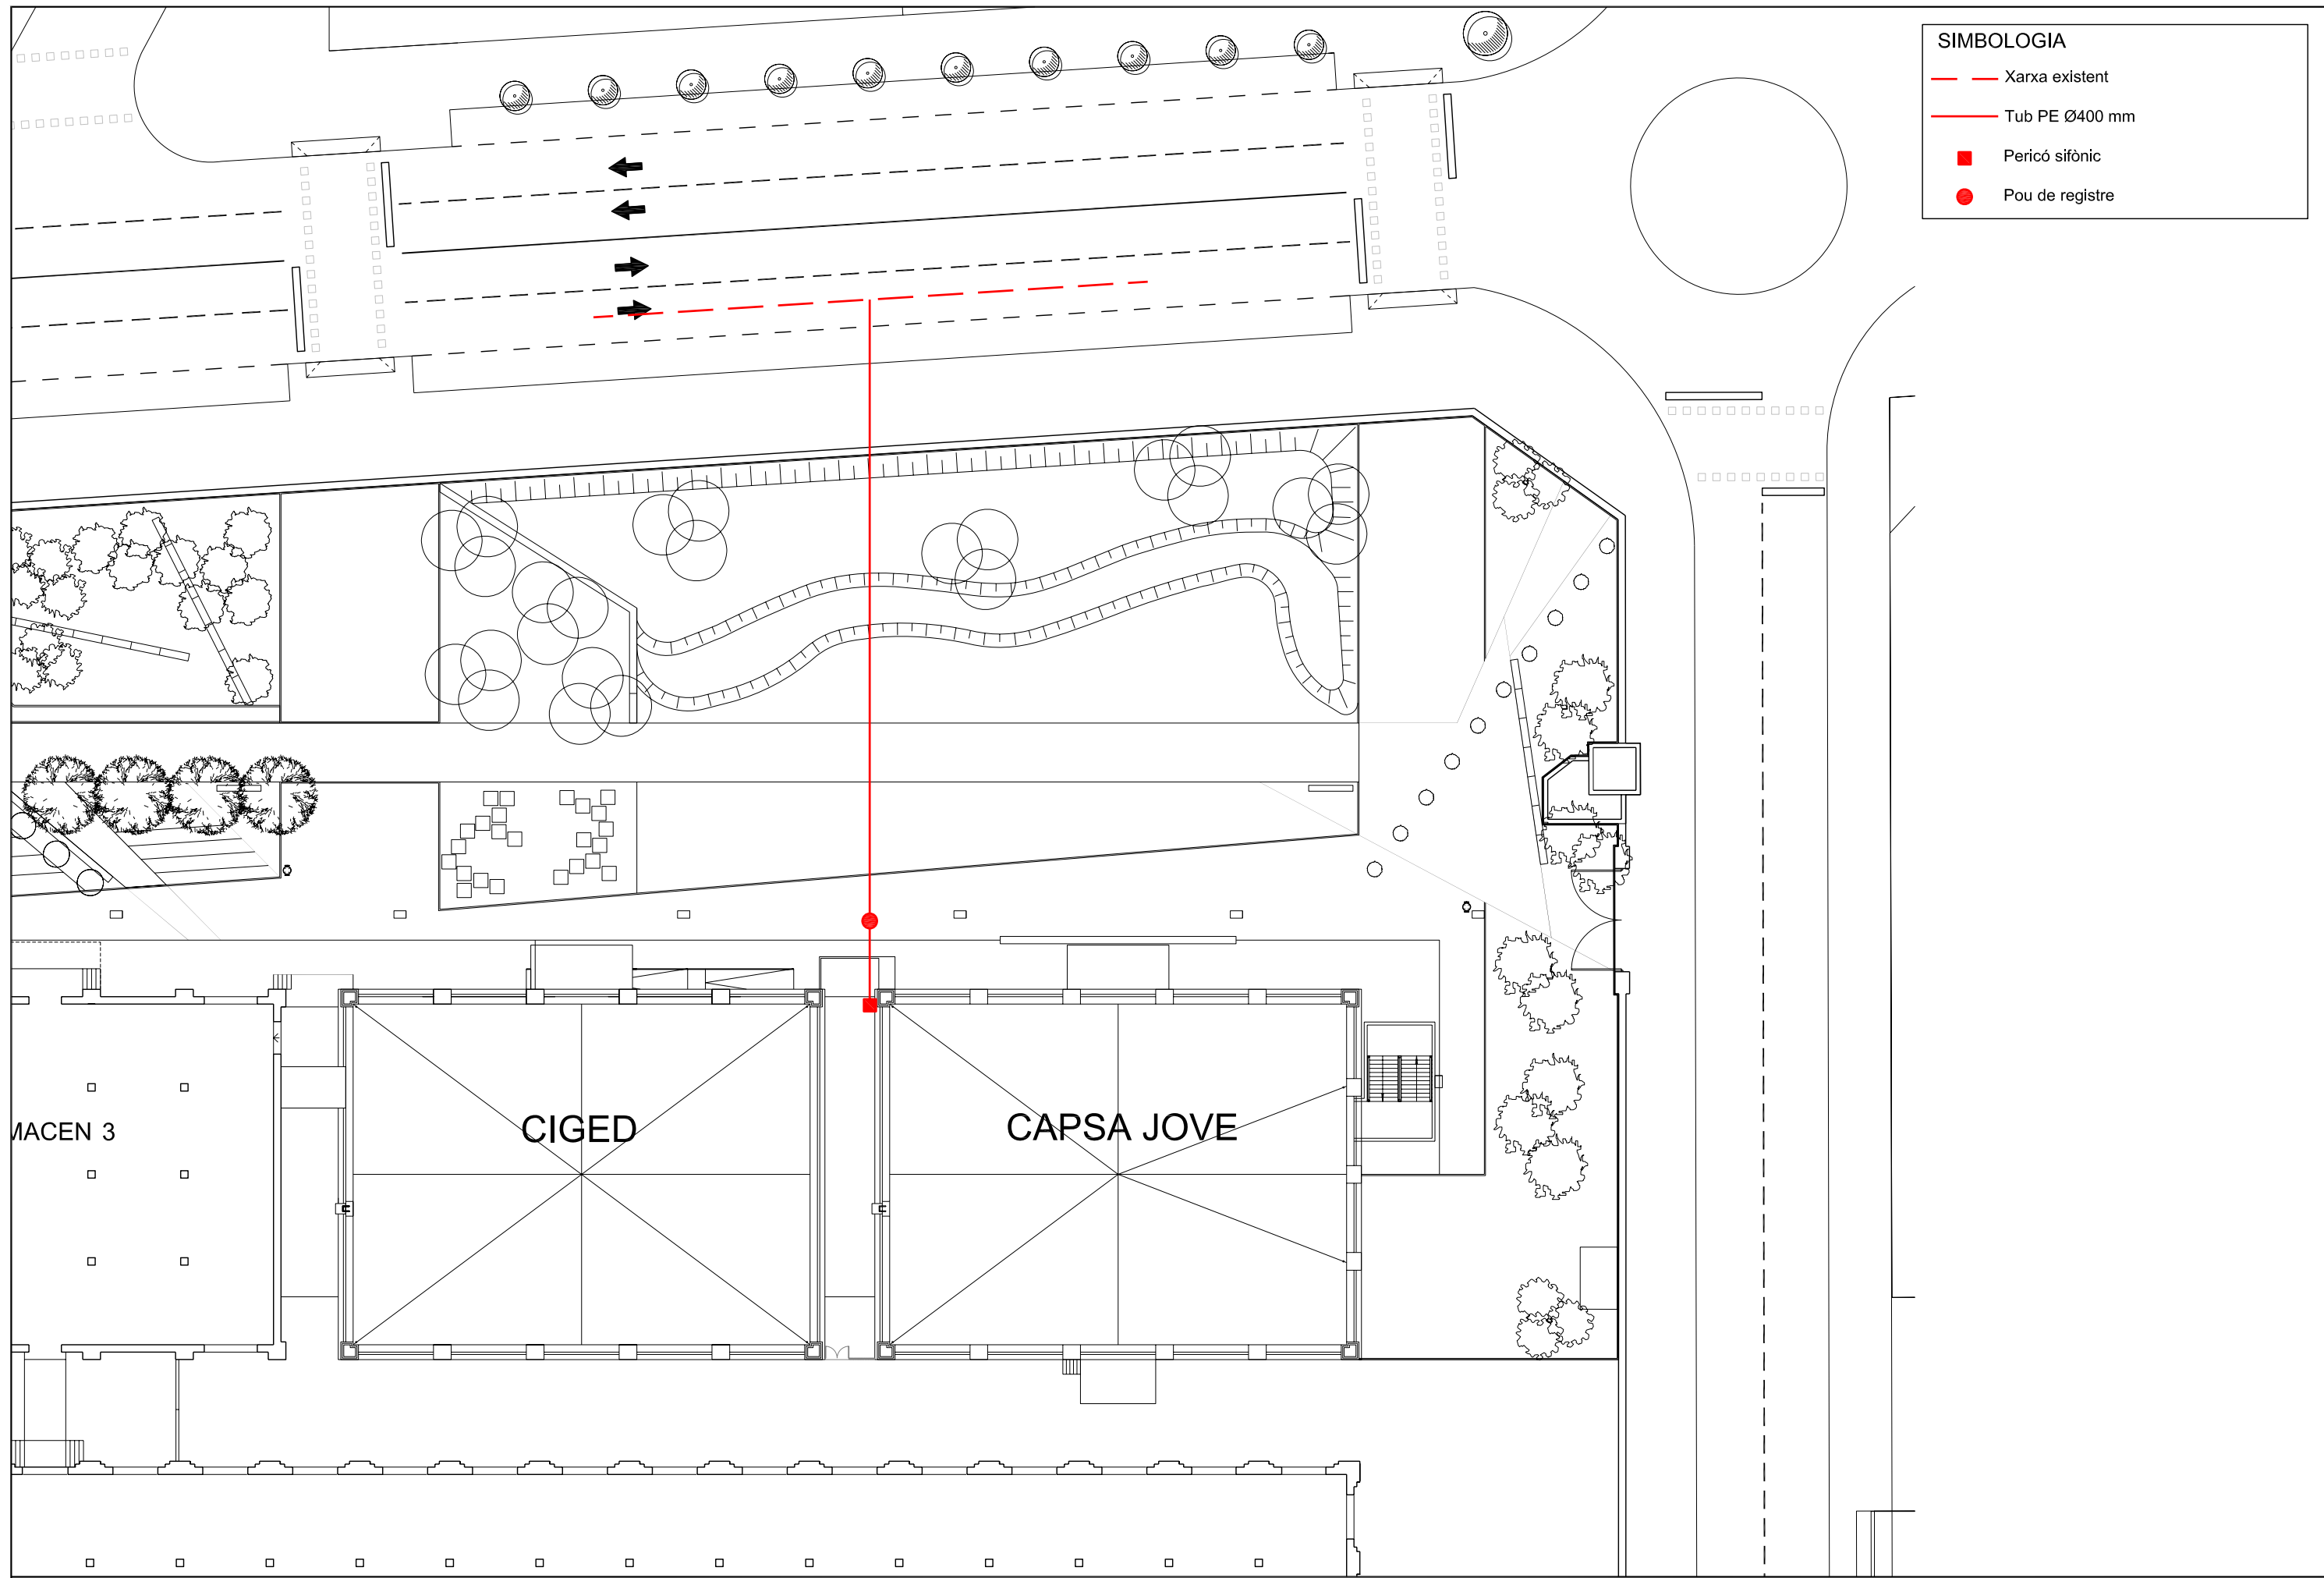 SIMBOLOGIA
Xarxa existent
Tub PE Ø400 mm
Pericó sifònic
Pou de registre
MACEN 3
CIGED
CAPSA JOVE